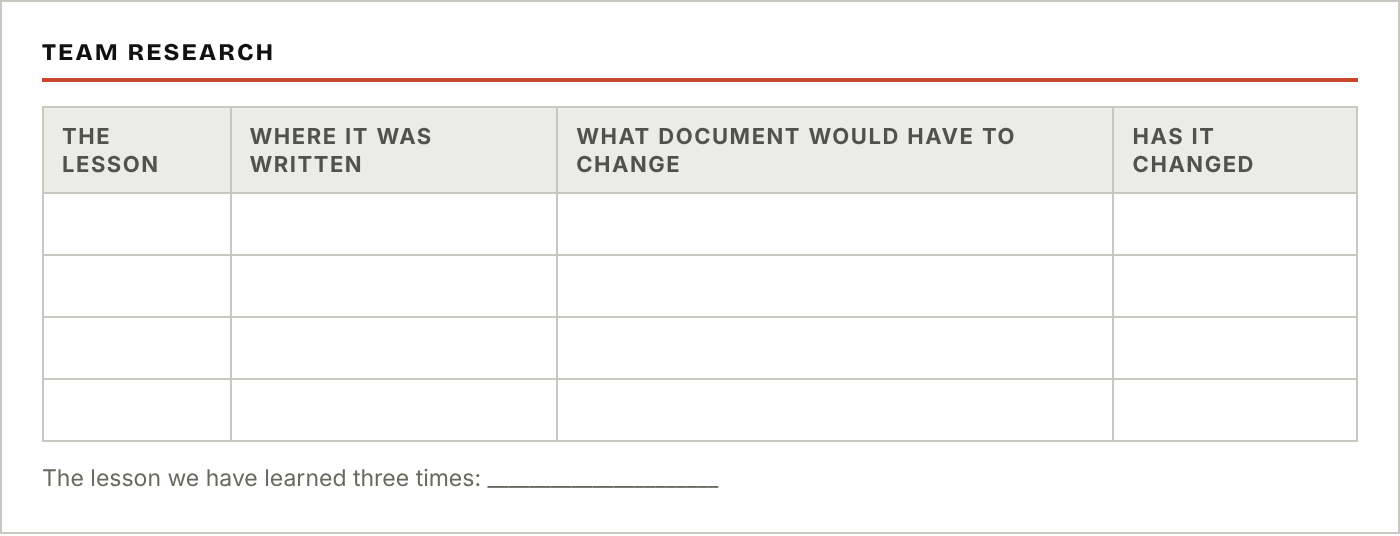 TEAM RESEARCH
THE LESSON
WHERE IT WAS WRITTEN
WHAT DOCUMENT WOULD HAVE TO CHANGE
HAS IT CHANGED
The lesson we have learned three times: ____________________